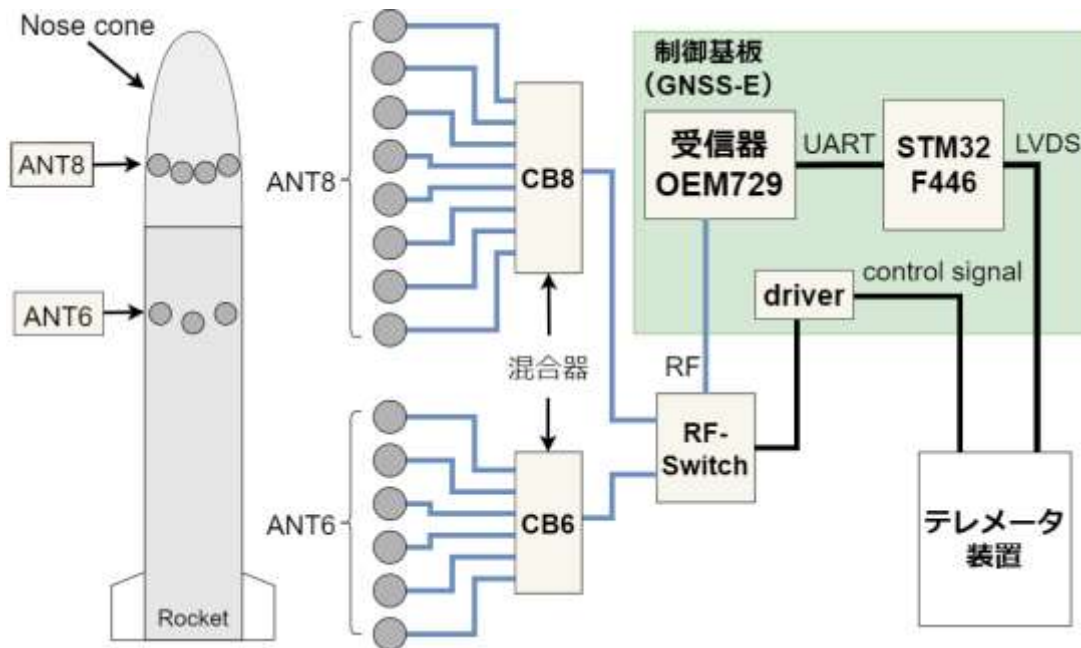 Nose cone
ANT8
ANT6
Rocket
ANT8
ANT6
CB8
混合器
CB6
制御基板
（GNSS-E）
受信器
OEM729
UART
STM32
F446
LVDS
driver
control signal
RF
RF-
Switch
テレメータ
装置